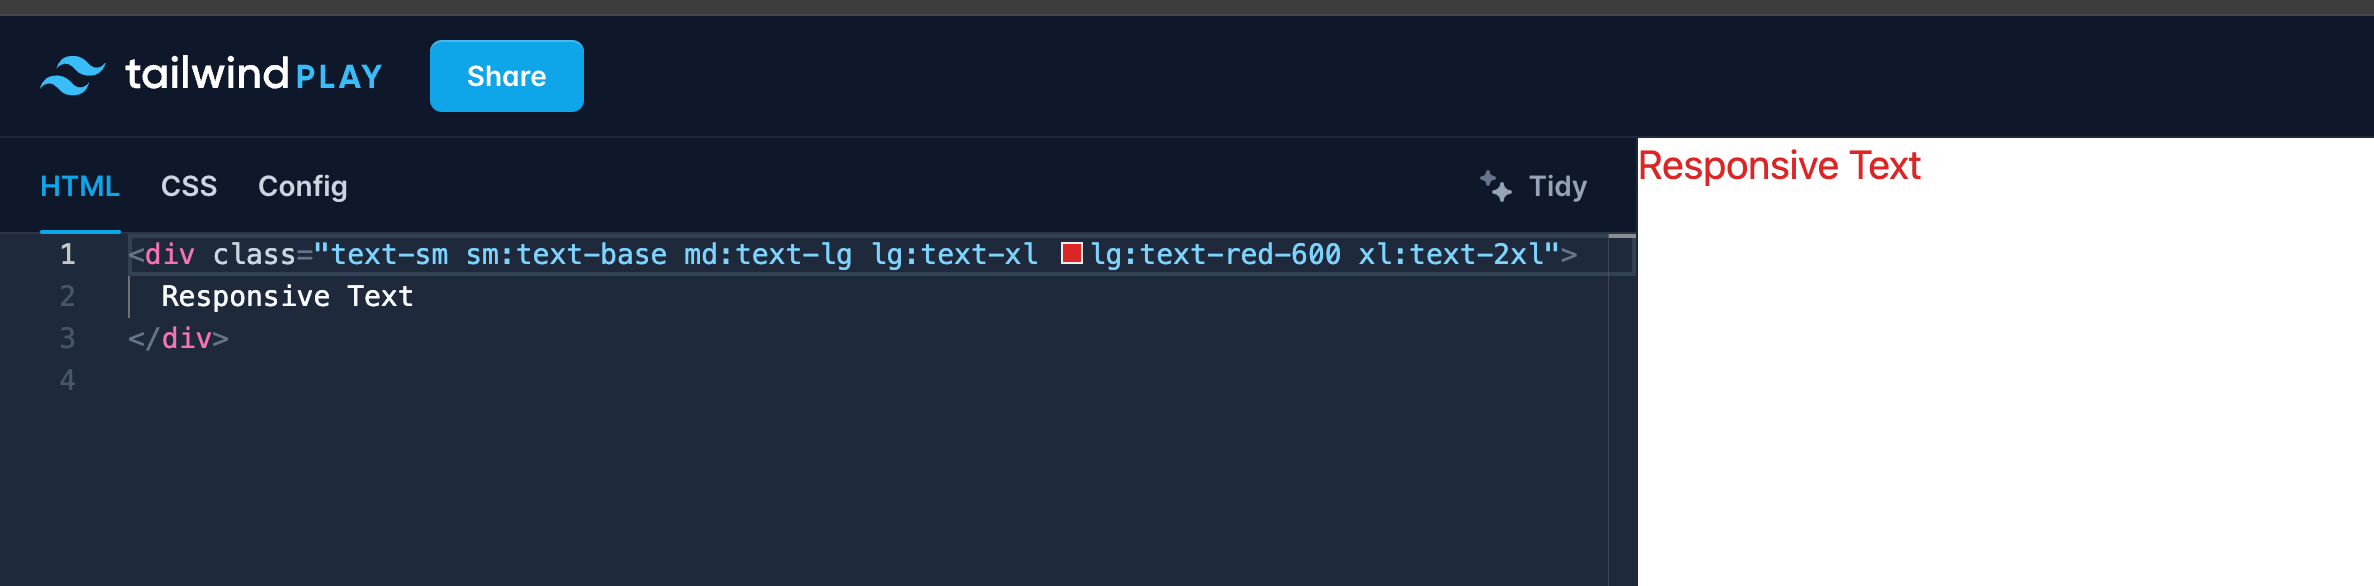 tailwind PLAY Share
HTML CSS Config Tidy
1 <div class="text-sm sm:text-base md:text-lg lg:text-xl lg:text-red-600 xl:text-2xl">
2 Responsive Text
3 </div>
4
Responsive Text